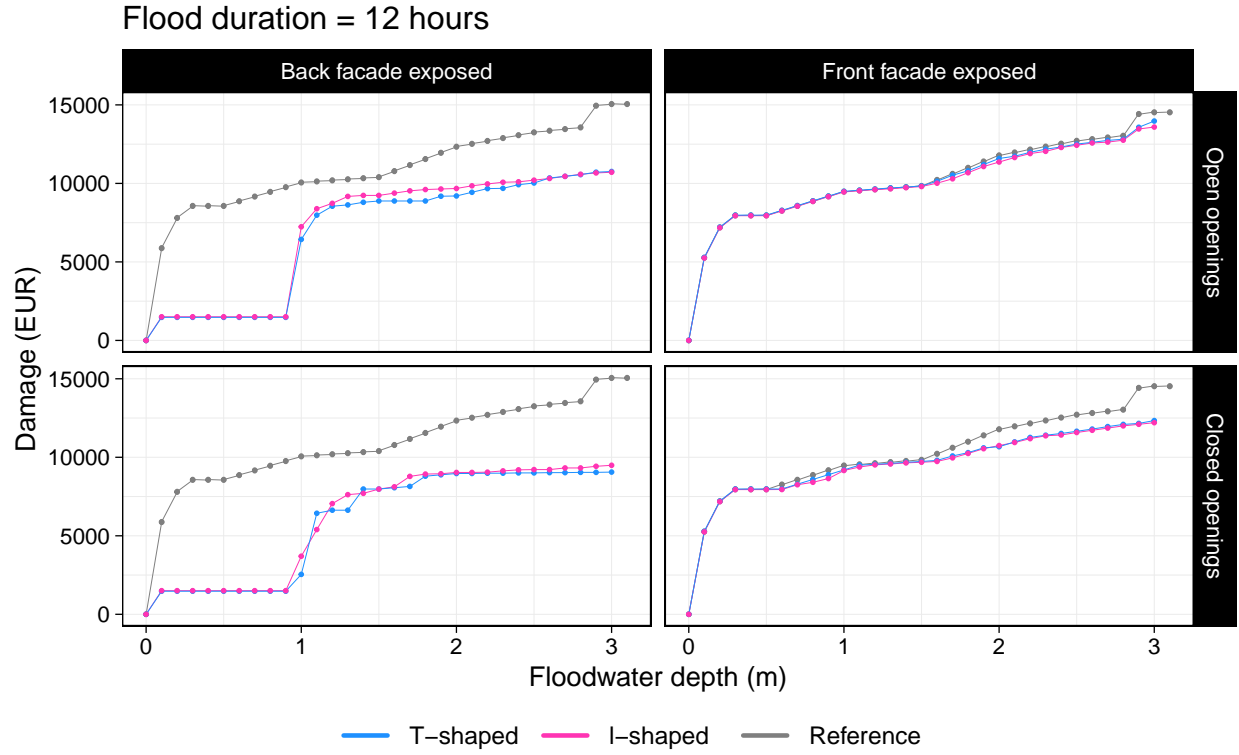 Flood duration = 12 hours
Back facade exposed
Front facade exposed
Damage (EUR)
15000
10000
5000
0
Open openings
15000
10000
5000
0
Closed openings
0
1
2
3
0
1
2
3
Floodwater depth (m)
T−shaped
I−shaped
Reference